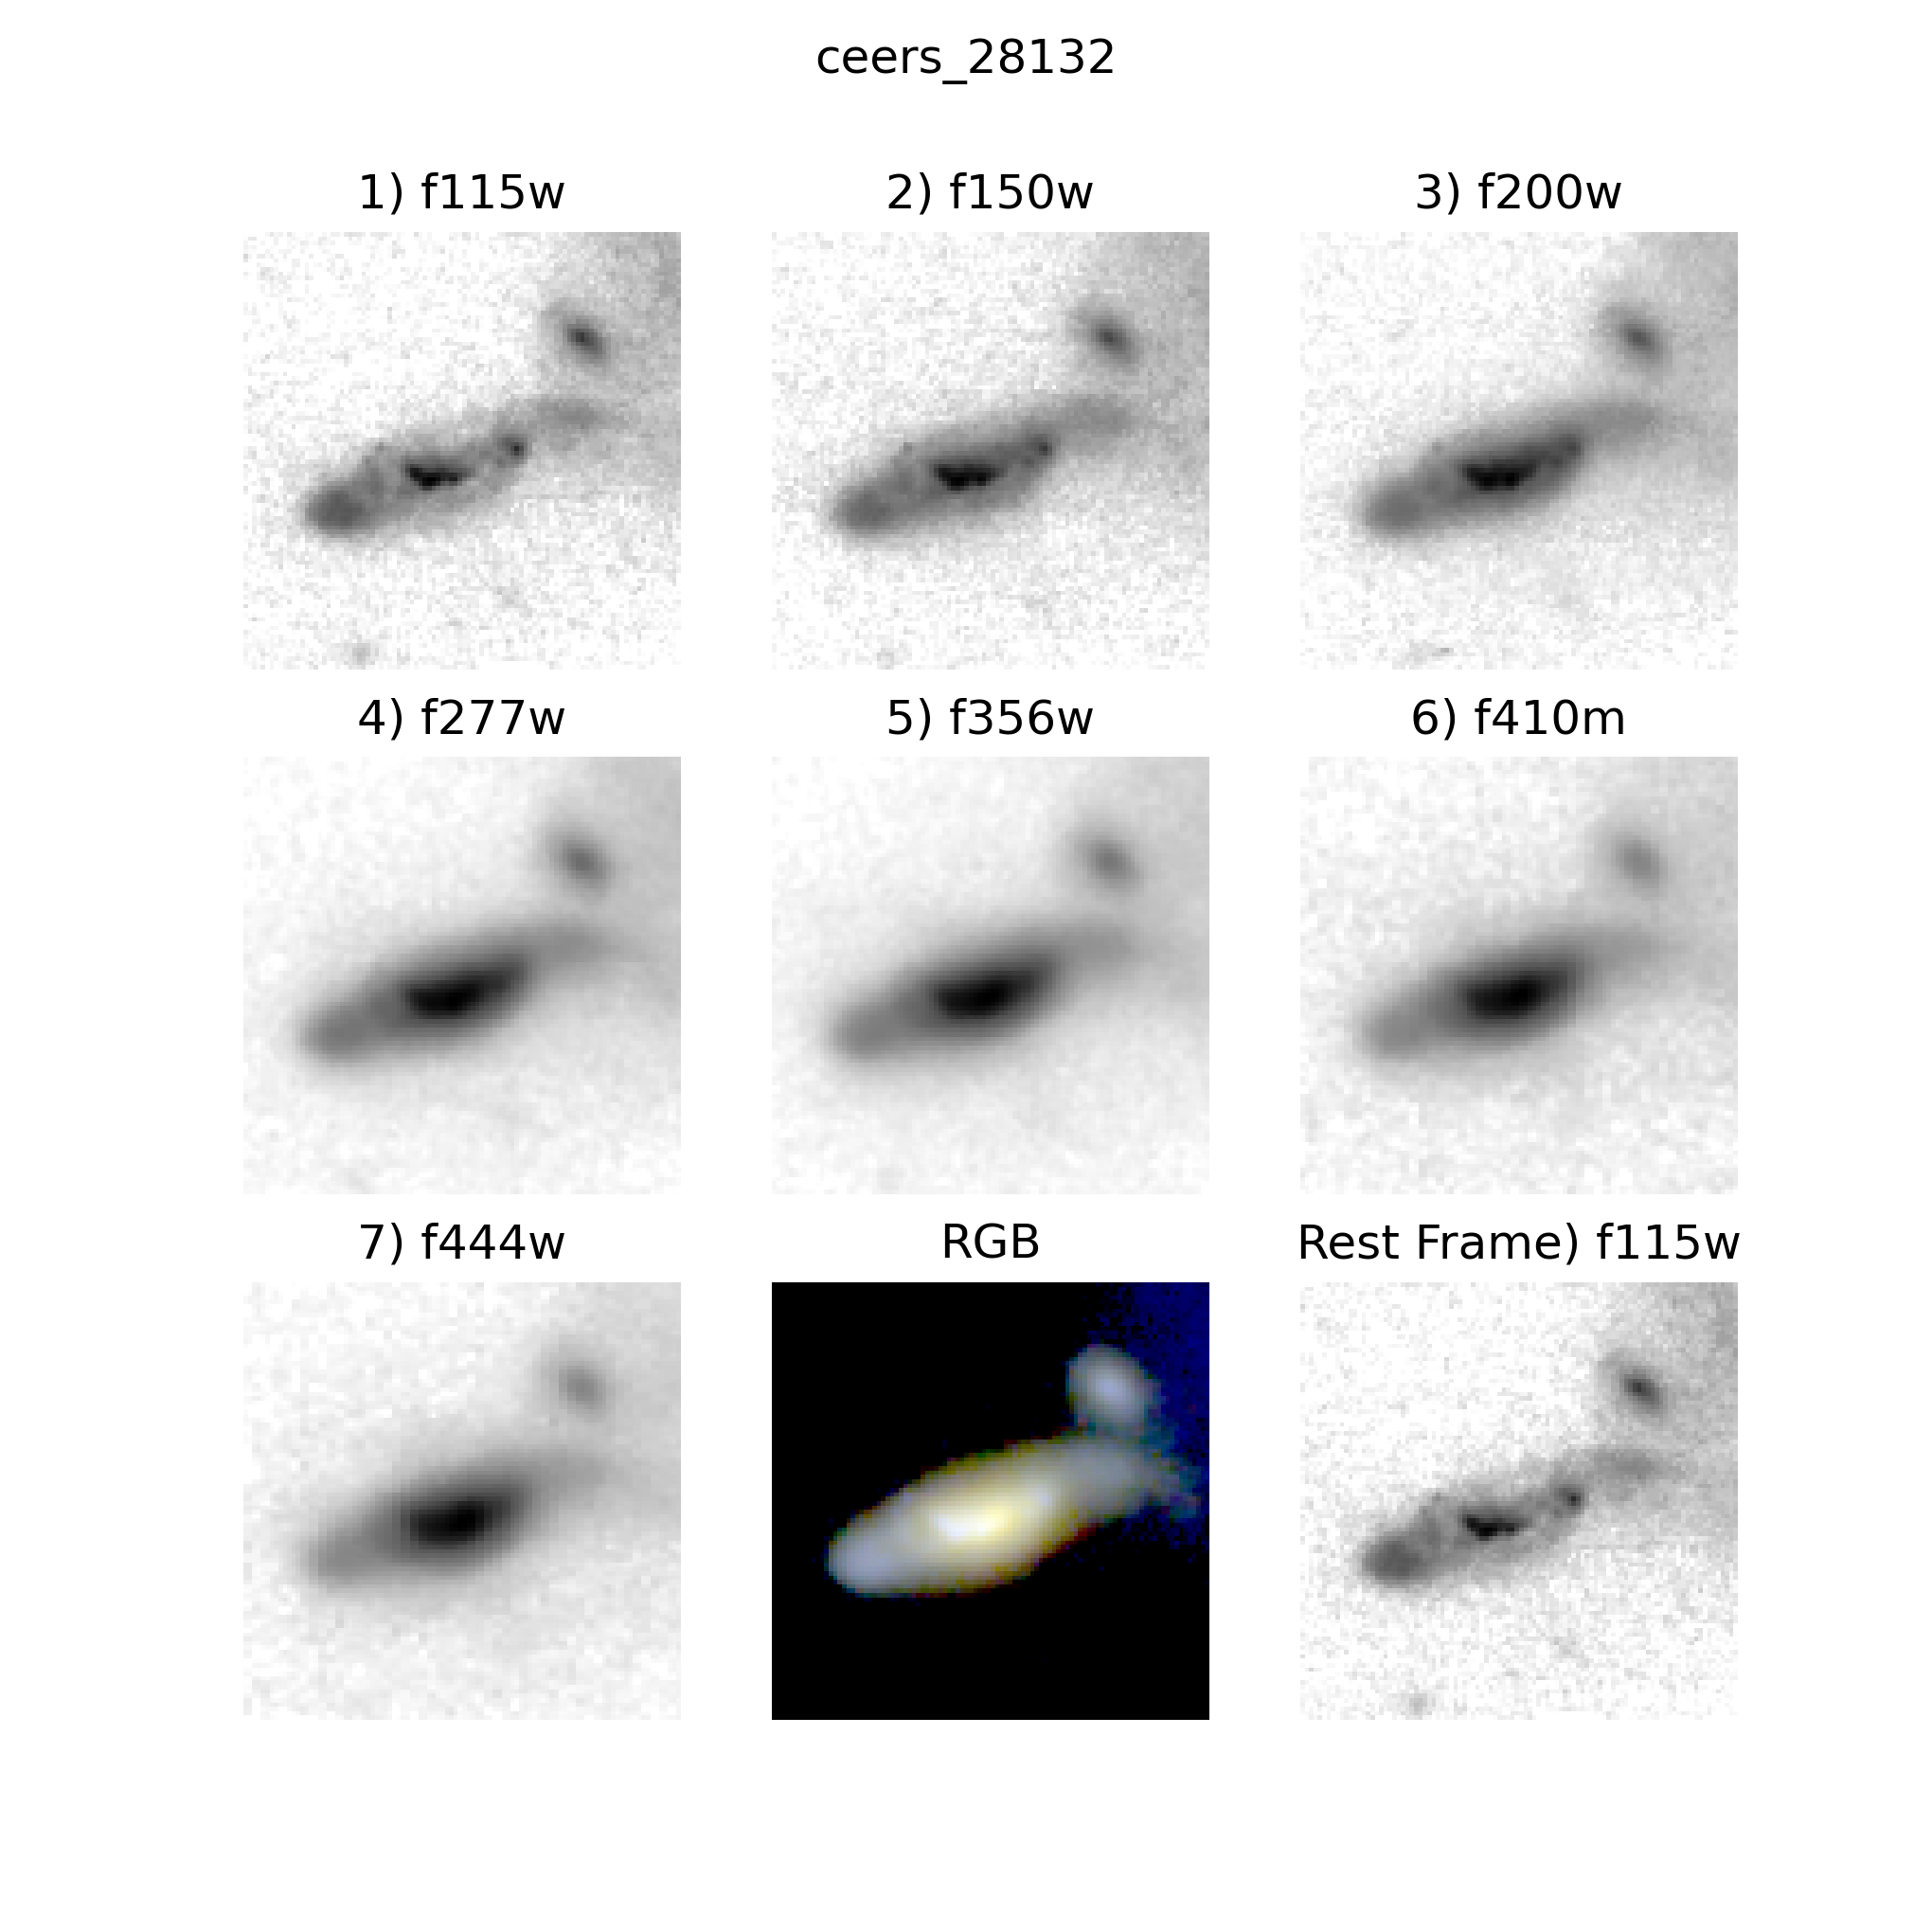 ceers_28132
1) f115w
2) f150w
3) f200w
4) f277w
5) f356w
6) f410m
7) f444w
RGB
Rest Frame) f115w